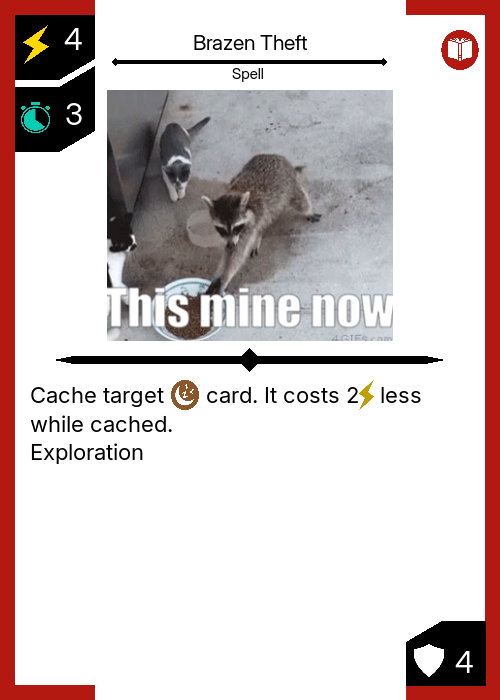 4
Brazen Theft
Spell
3
This mine now
4GIFs.com
Cache target card. It costs 2 less
while cached.
Exploration
4